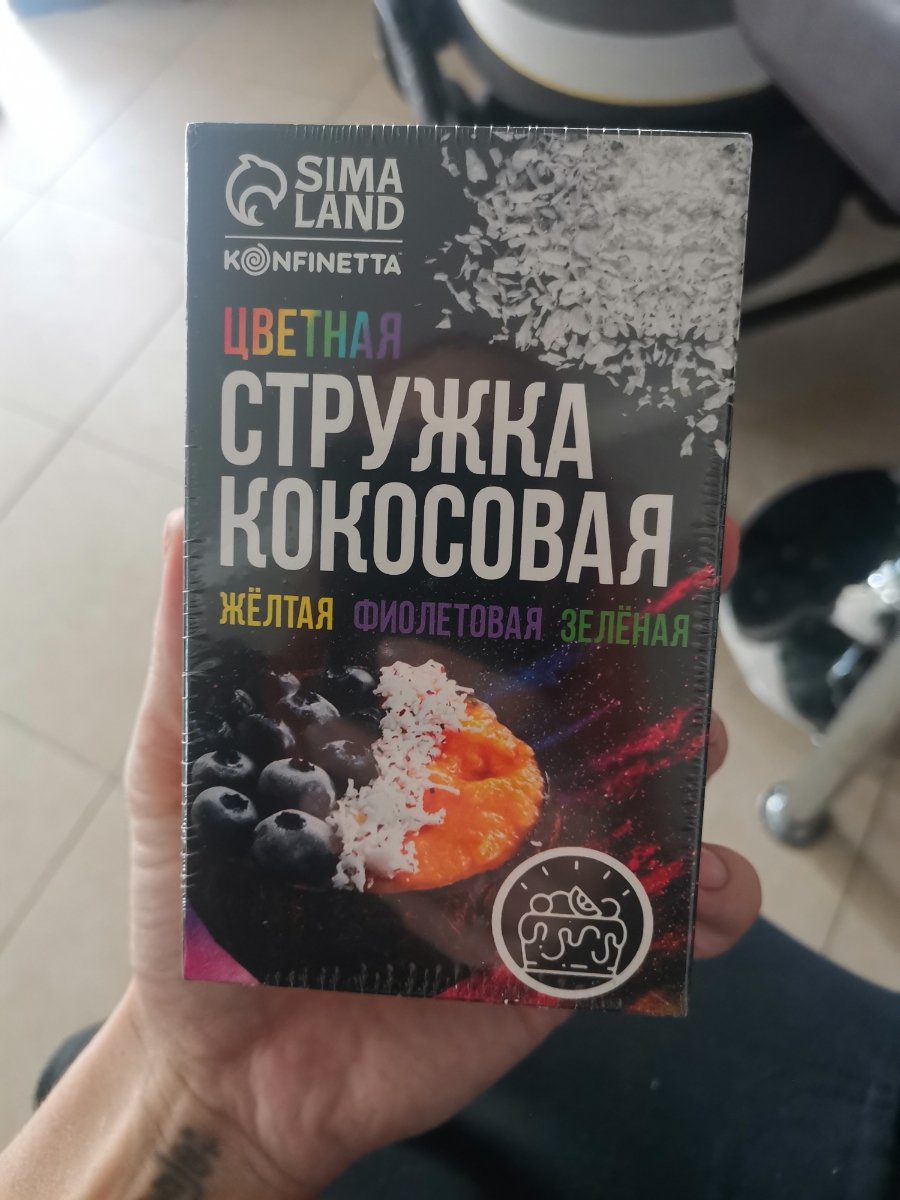 SIMA
LAND
KONFINETTA
ЦВЕТНАЯ
СТРУЖКА
КОКОСОВАЯ
ЖЁЛТАЯ ФИОЛЕТОВАЯ ЗЕЛЁНАЯ